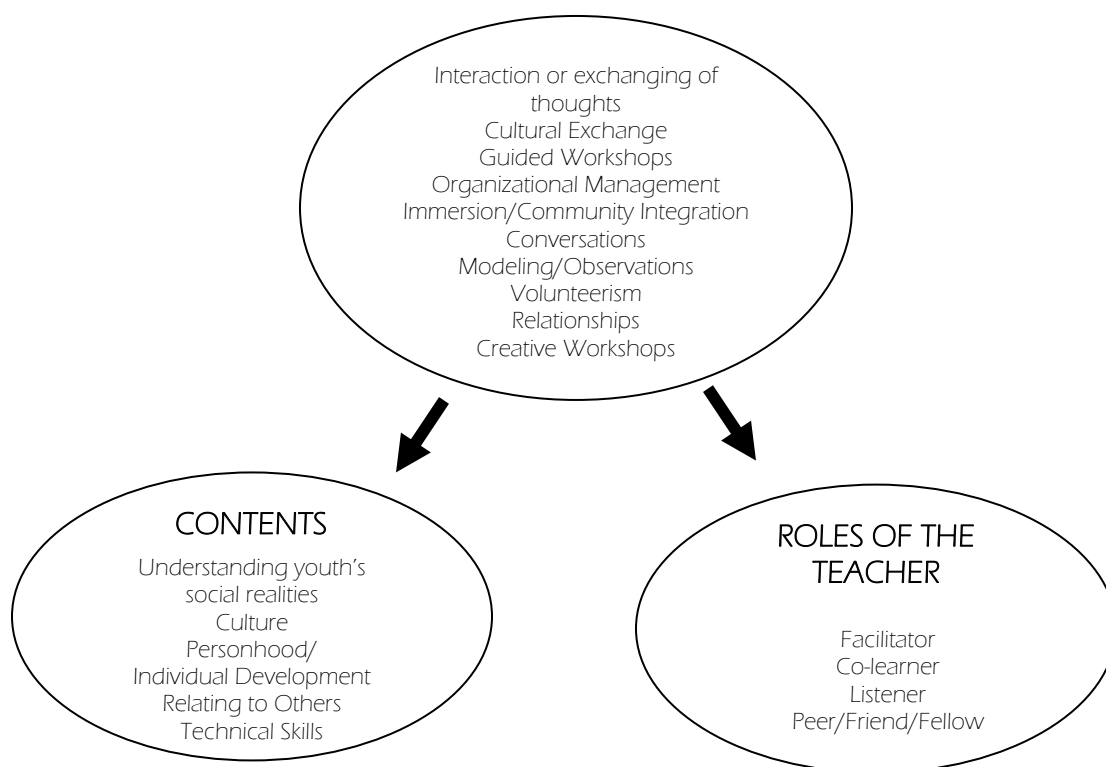 Interaction or exchanging of
thoughts
Cultural Exchange
Guided Workshops
Organizational Management
Immersion/Community Integration
Conversations
Modeling/Observations
Volunteerism
Relationships
Creative Workshops
CONTENTS
Understanding youth's
social realities
Culture
Personhood/
Individual Development
Relating to Others
Technical Skills
ROLES OF THE
TEACHER
Facilitator
Co-learner
Listener
Peer/Friend/Fellow